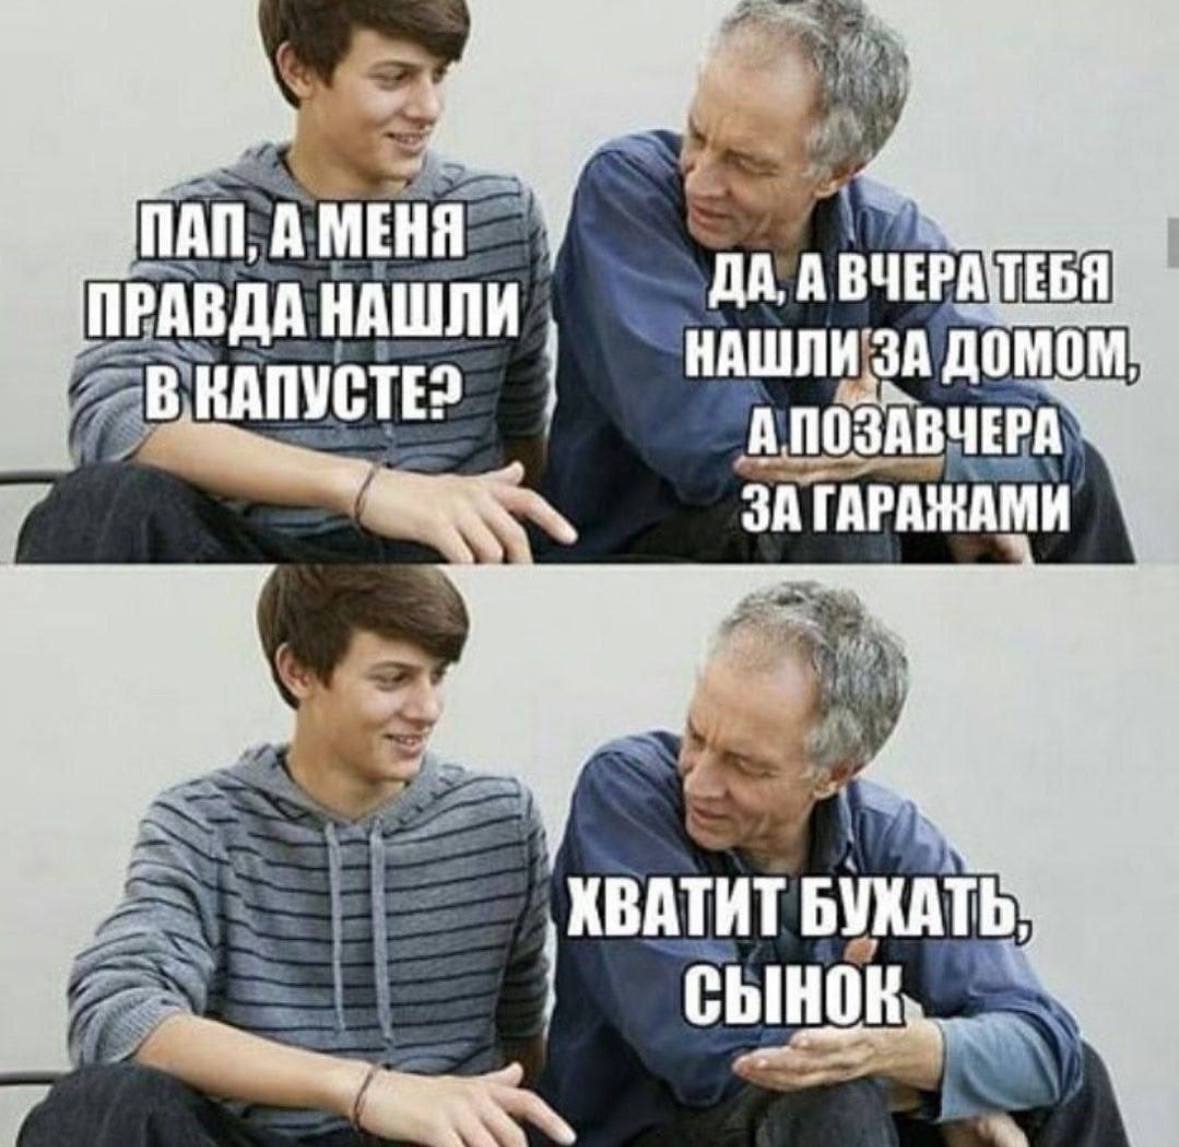 ПАП, А МЕНЯ
ПРАВДА НАШЛИ
В КАПУСТЕ?
ДА, А ВЧЕРА ТЕБЯ
НАШЛИ ЗА ДОМОМ,
А ПОЗАВЧЕРА
ЗА ГАРАЖАМИ
ХВАТИТ БУХАТЬ,
СЫНОК